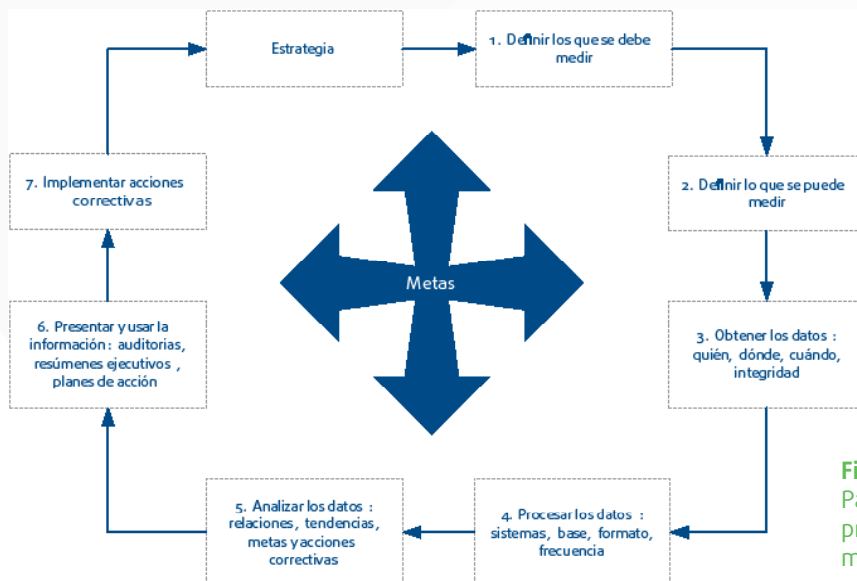 Estrategia
1. Definir los que se debe
medir
2. Definir lo que se puede
medir
3. Obtener los datos :
quién, dónde, cuándo,
integridad
4. Procesar los datos :
sistemas, base, formato,
frecuencia
5. Analizar los datos :
relaciones, tendencias,
metas y acciones
correctivas
6. Presentar y usar la
información : auditorias,
resúmenes ejecutivos ,
planes de acción
7. Implementar acciones
correctivas
Metas